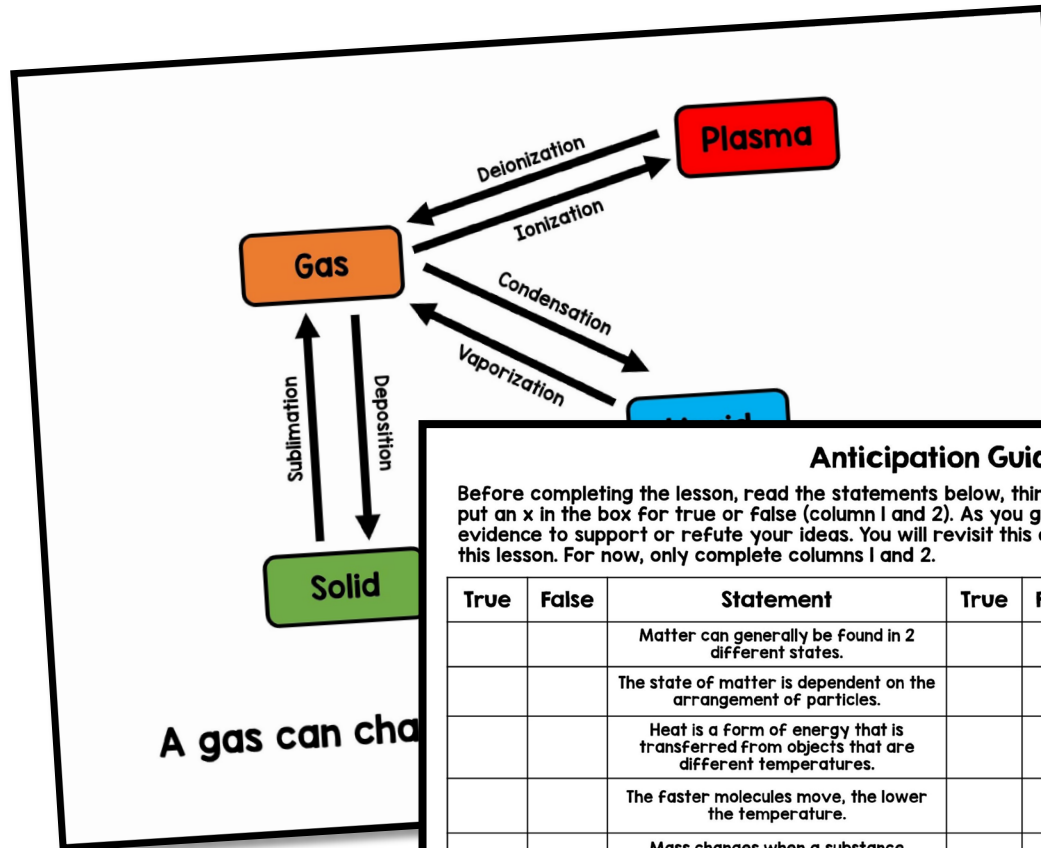 Plasma
Deionization
Ionization
Gas
Condensation
Vaporization
Sublimation
Deposition
Solid
A gas can cha
Anticipation Guid
Before completing the lesson, read the statements below, thin
put an x in the box for true or false (column 1 and 2). As you g
evidence to support or refute your ideas. You will revisit this
this lesson. For now, only complete columns 1 and 2.
True False Statement True F
Matter can generally be found in 2
different states.
The state of matter is dependent on the
arrangement of particles.
Heat is a form of energy that is
transferred from objects that are
different temperatures.
The faster molecules move, the lower
the temperature.
Mass changes when a substance